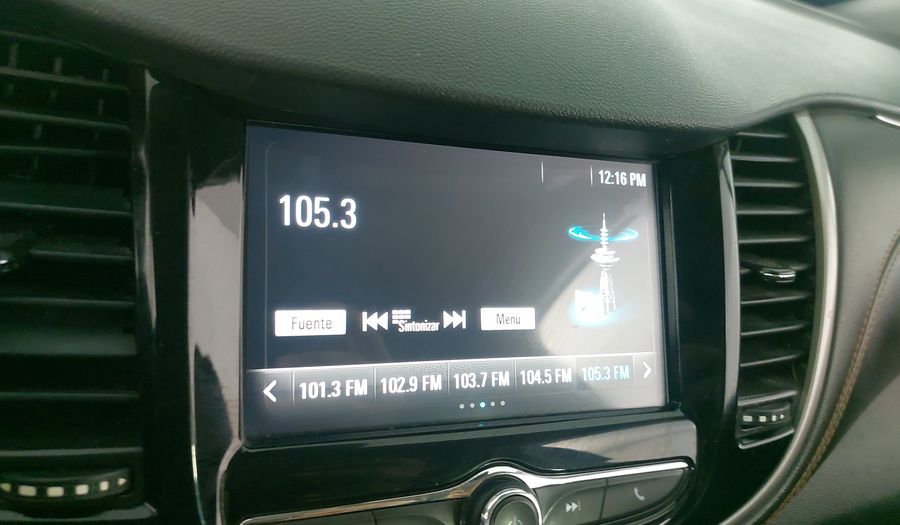 12:16 PM
105.3
Fuente Sintonizar Menú
101.3 FM 102.9 FM 103.7 FM 104.5 FM 105.3 FM